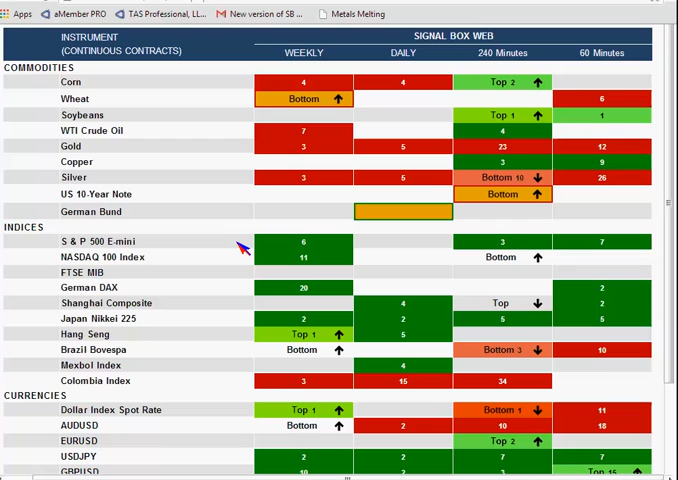 Apps aMember PRO TAS Professional, LL... New version of SB ... Metals Melting
SIGNAL BOX WEB
INSTRUMENT
(CONTINUOUS CONTRACTS) WEEKLY DAILY 240 Minutes 60 Minutes
COMMODITIES
Corn 4 4 Top 2 ↑
Wheat Bottom ↑ 6
Soybeans Top 1 ↑ 1
WTI Crude Oil 7 4
Gold 3 5 23 12
Copper 3 9
Silver 3 5 Bottom 10 ↓ 26
US 10-Year Note Bottom ↑
German Bund
INDICES
S & P 500 E-mini 6 3 7
NASDAQ 100 Index 11 Bottom ↑
FTSE MIB
German DAX 20 2
Shanghai Composite 4 Top ↓ 2
Japan Nikkei 225 2 2 5 5
Hang Seng Top 1 ↑ 5
Brazil Bovespa Bottom ↑ Bottom 3 ↓ 10
Mexbol Index 4
Colombia Index 3 15 34
CURRENCIES
Dollar Index Spot Rate Top 1 ↑ Bottom 1 ↓ 11
AUDUSD Bottom ↑ 2 10 18
EURUSD Top 2 ↑
USDJPY 2 2 7 7
GBPUSD 10 2 3 Top 15 ↑